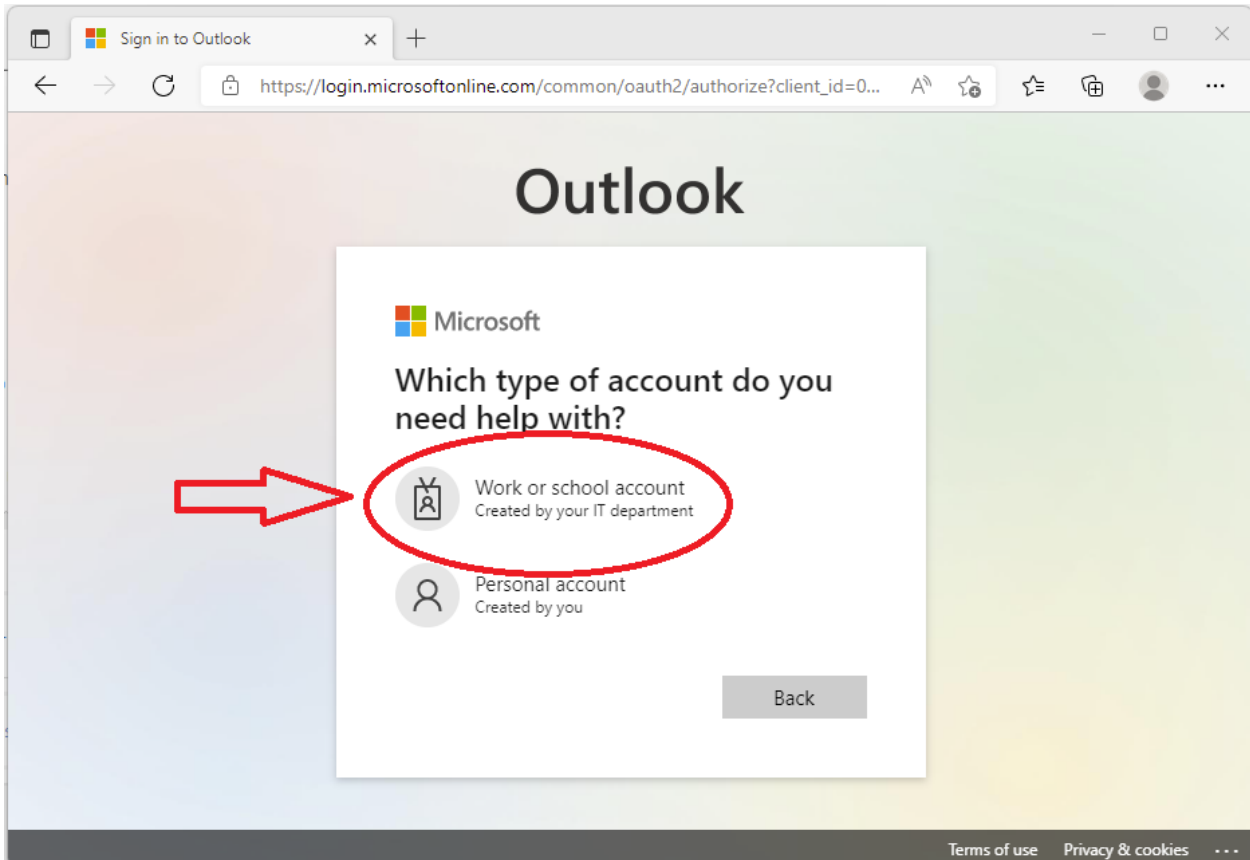 Sign in to Outlook
https://login.microsoftonline.com/common/oauth2/authorize?client_id=0...
Outlook
Microsoft
Which type of account do you
need help with?
Work or school account
Created by your IT department
Personal account
Created by you
Back
Terms of use Privacy & cookies ...